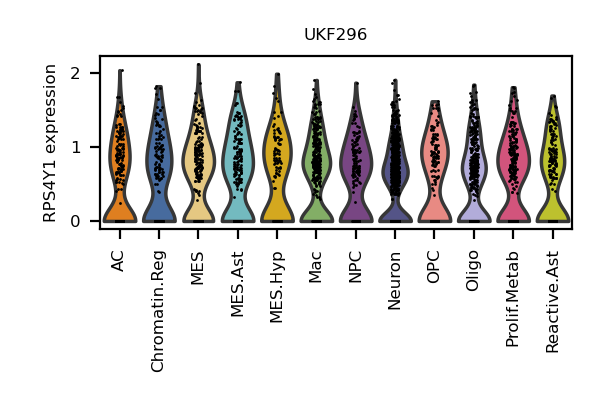 UKF296
RPS4Y1 expression
2
1
0
AC
Chromatin.Reg
MES
MES.Ast
MES.Hyp
Mac
NPC
Neuron
OPC
Oligo
Prolif.Metab
Reactive.Ast